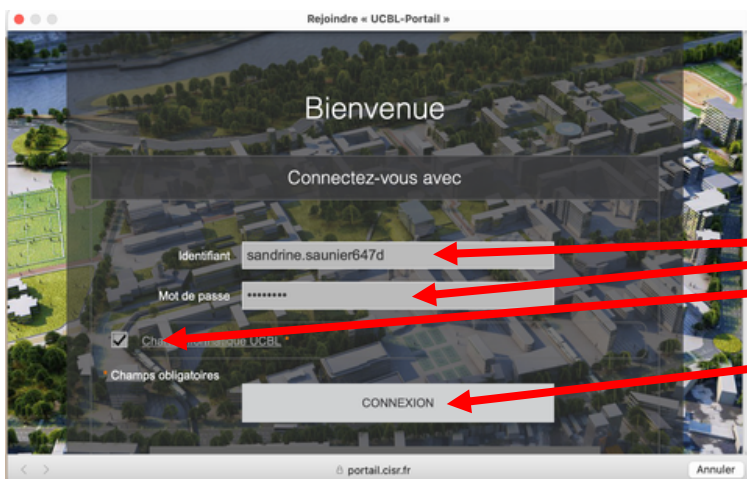 Rejoindre « UCBL-Portail »
Bienvenue
Connectez-vous avec
Identifiant sandrine.saunier647d
Mot de passe ••••••••
UCBL *
* Champs obligatoires
CONNEXION
< > portail.cisr.fr Annuler